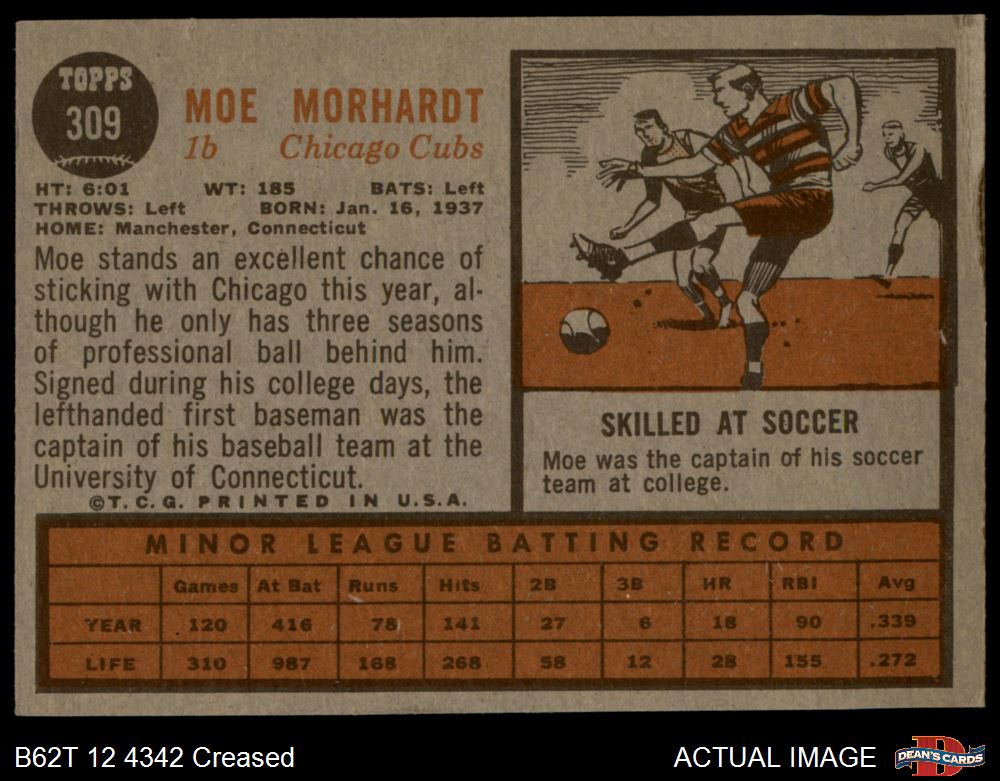 TOPPS
309
MOE MORHARDT
1b Chicago Cubs
HT: 6:01 WT: 185 BATS: Left
THROWS: Left BORN: Jan. 16, 1937
HOME: Manchester, Connecticut
Moe stands an excellent chance of
sticking with Chicago this year, al-
though he only has three seasons
of professional ball behind him.
Signed during his college days, the
lefthanded first baseman was the
captain of his baseball team at the
University of Connecticut.
©T.C.G. PRINTED IN U.S.A.
SKILLED AT SOCCER
Moe was the captain of his soccer
team at college.
MINOR LEAGUE BATTING RECORD
Games At Bat Runs Hits 2B 3B HR RBI Avg
YEAR 120 416 78 141 27 6 18 90 .339
LIFE 310 987 168 268 58 12 28 155 .272
B62T 12 4342 Creased ACTUAL IMAGE
DEAN'S CARDS